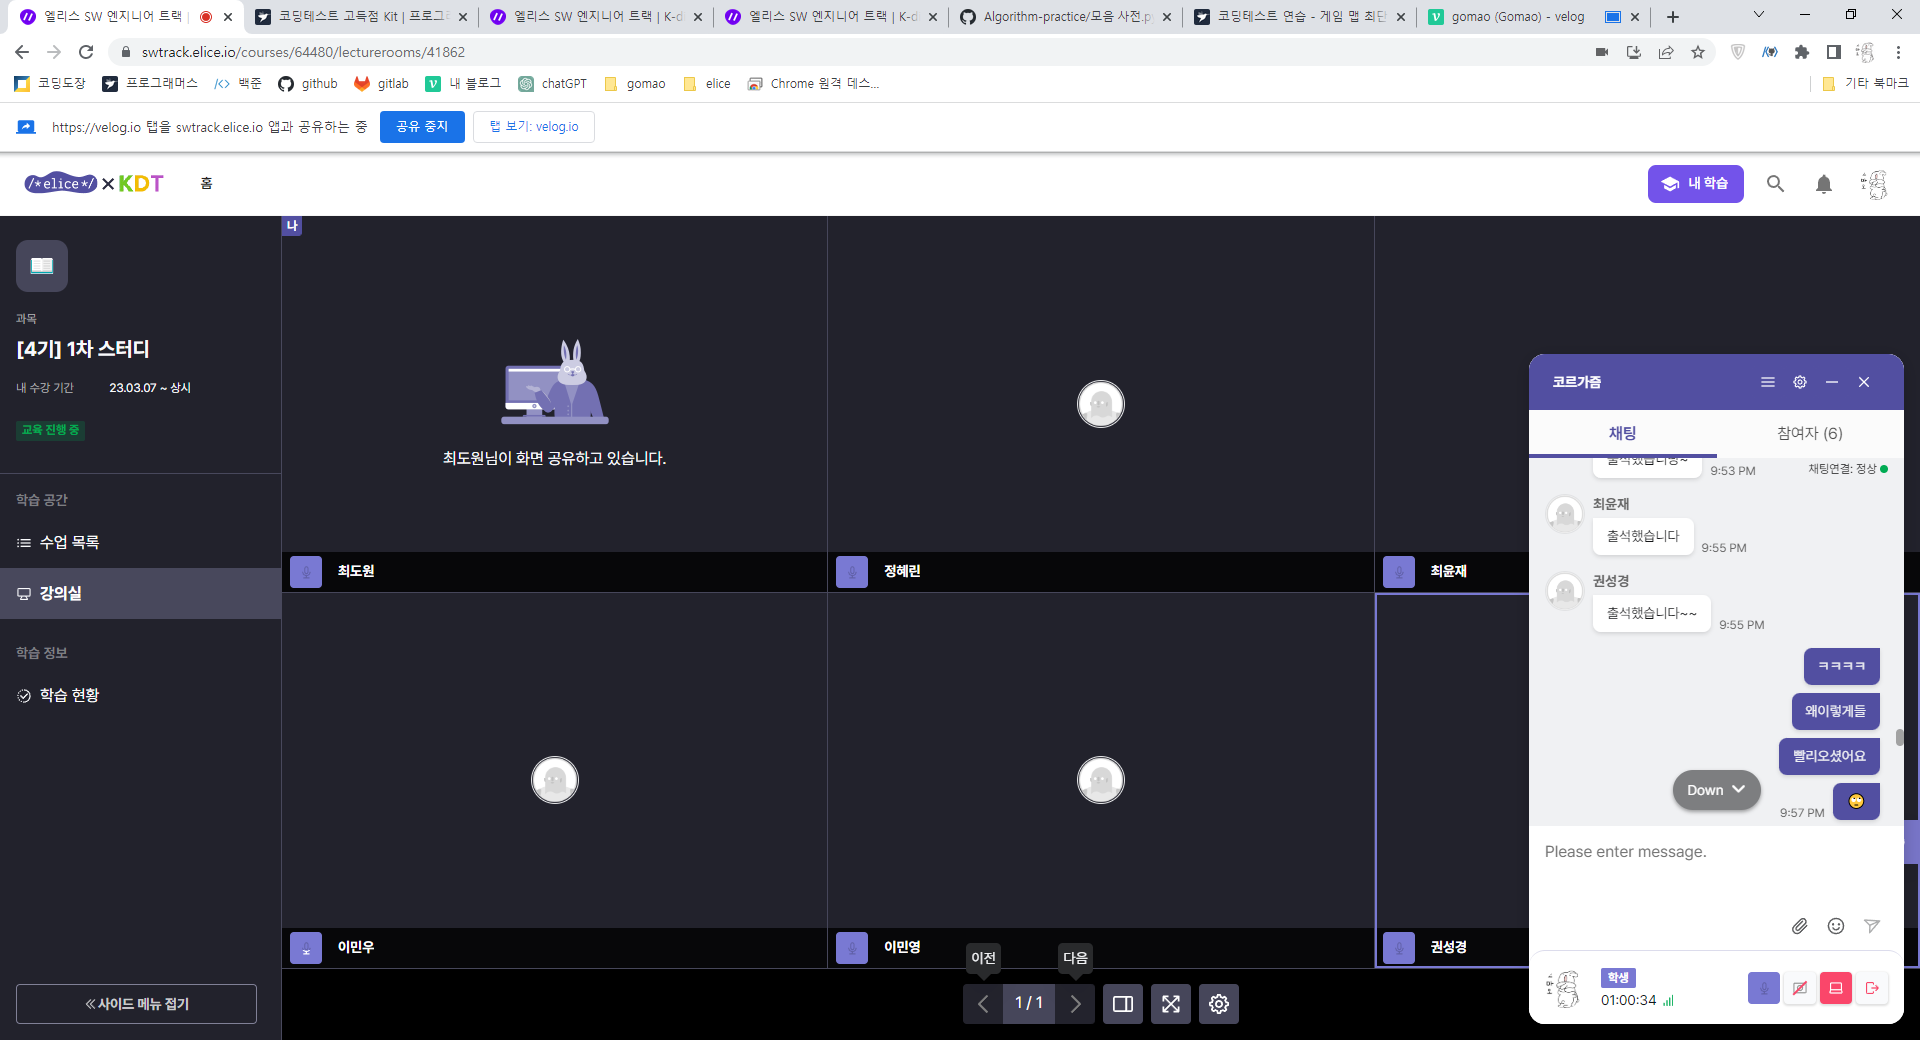 엘리스 SW 엔지니어 트랙 |
코딩테스트 고득점 Kit | 프로그래
엘리스 SW 엔지니어 트랙 | K-d
엘리스 SW 엔지니어 트랙 | K-d
Algorithm-practice/모음 사전.py
코딩테스트 연습 - 게임 맵 최단
gomao (Gomao) - velog
swtrack.elice.io/courses/64480/lecturerooms/41862
코딩도장
프로그래머스
</> 백준
github
gitlab
내 블로그
chatGPT
gomao
elice
Chrome 원격 데스...
기타 북마크
https://velog.io 탭을 swtrack.elice.io 앱과 공유하는 중
공유 중지
탭 보기: velog.io
/*elice*/ × KDT
홈
내 학습
과목
[4기] 1차 스터디
내 수강 기간 23.03.07 ~ 상시
교육 진행 중
학습 공간
수업 목록
강의실
학습 정보
학습 현황
사이드 메뉴 접기
나
최도원님이 화면 공유하고 있습니다.
최도원
정혜린
최윤재
이민우
이민영
권성경
이전
다음
1 / 1
코르가즘
채팅
참여자 (6)
출석했습니당~
9:53 PM
채팅연결: 정상
최윤재
출석했습니다
9:55 PM
권성경
출석했습니다~~
9:55 PM
ㅋㅋㅋㅋ
왜이렇게들
빨리오셨어요
Down
9:57 PM
Please enter message.
학생
01:00:34